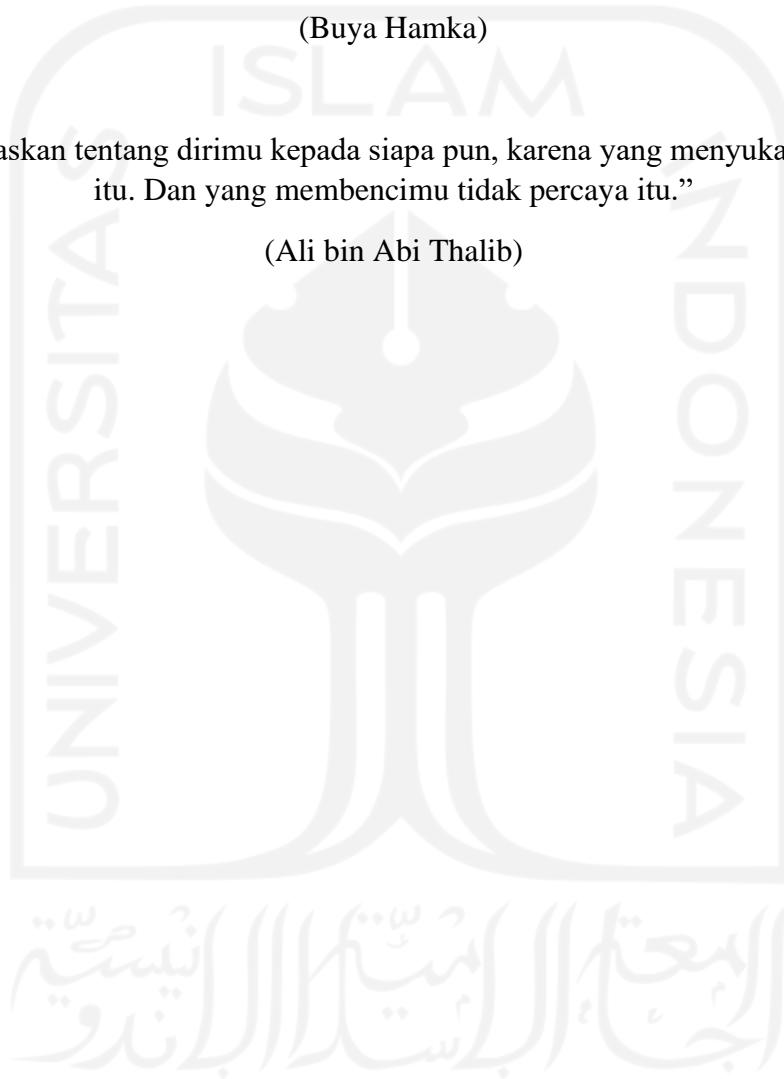 (Buya Hamka)
ISLAM
askan tentang dirimu kepada siapa pun, karena yang menyuka
itu. Dan yang membencimu tidak percaya itu.”
(Ali bin Abi Thalib)
UNIVERSITAS
INDONESIA